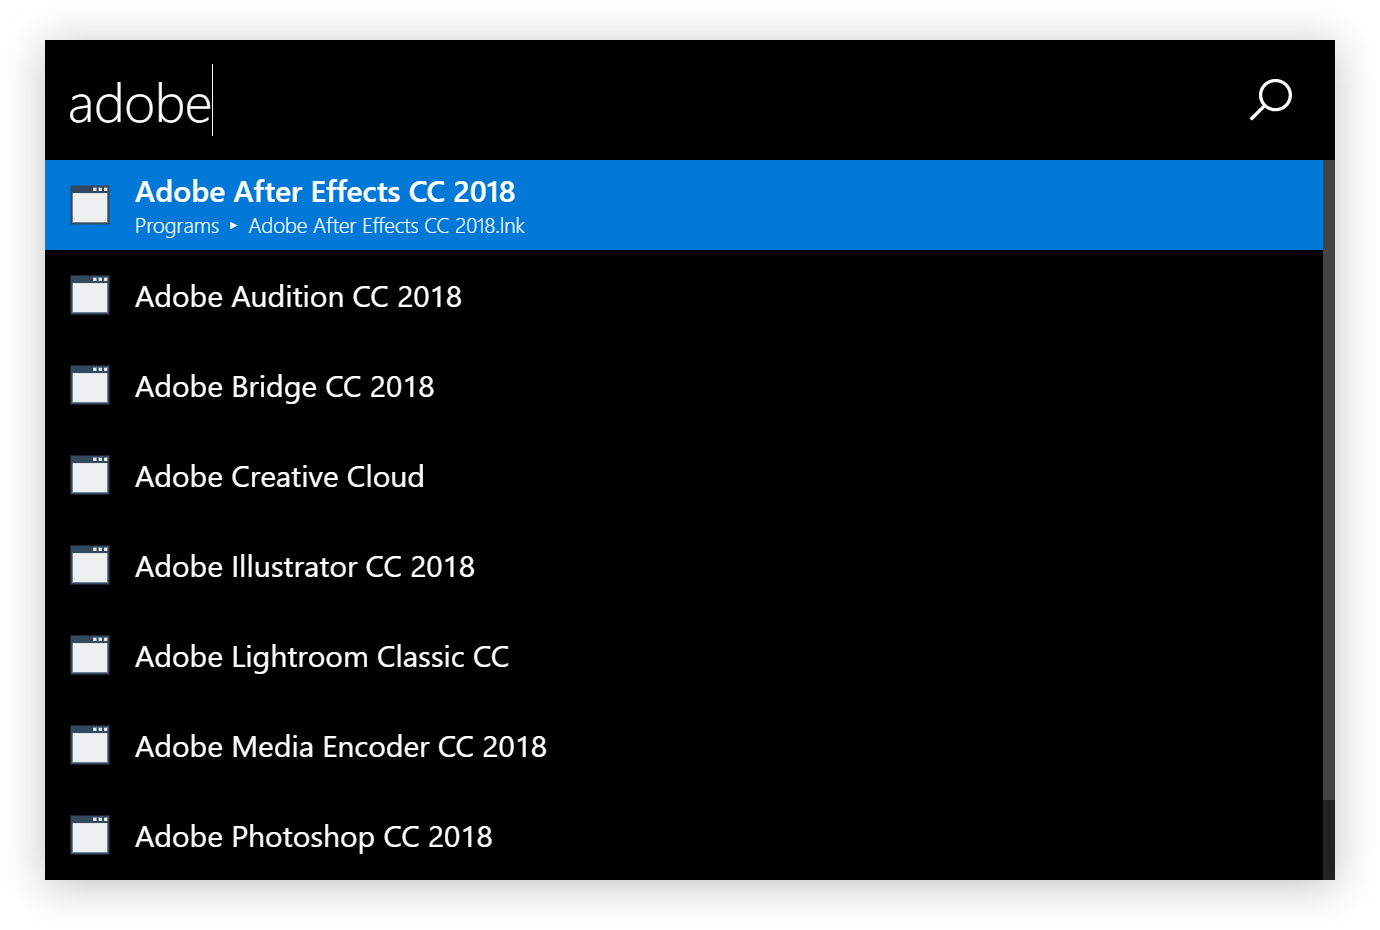 adobe
Adobe After Effects CC 2018
Programs ▸ Adobe After Effects CC 2018.lnk
Adobe Audition CC 2018
Adobe Bridge CC 2018
Adobe Creative Cloud
Adobe Illustrator CC 2018
Adobe Lightroom Classic CC
Adobe Media Encoder CC 2018
Adobe Photoshop CC 2018